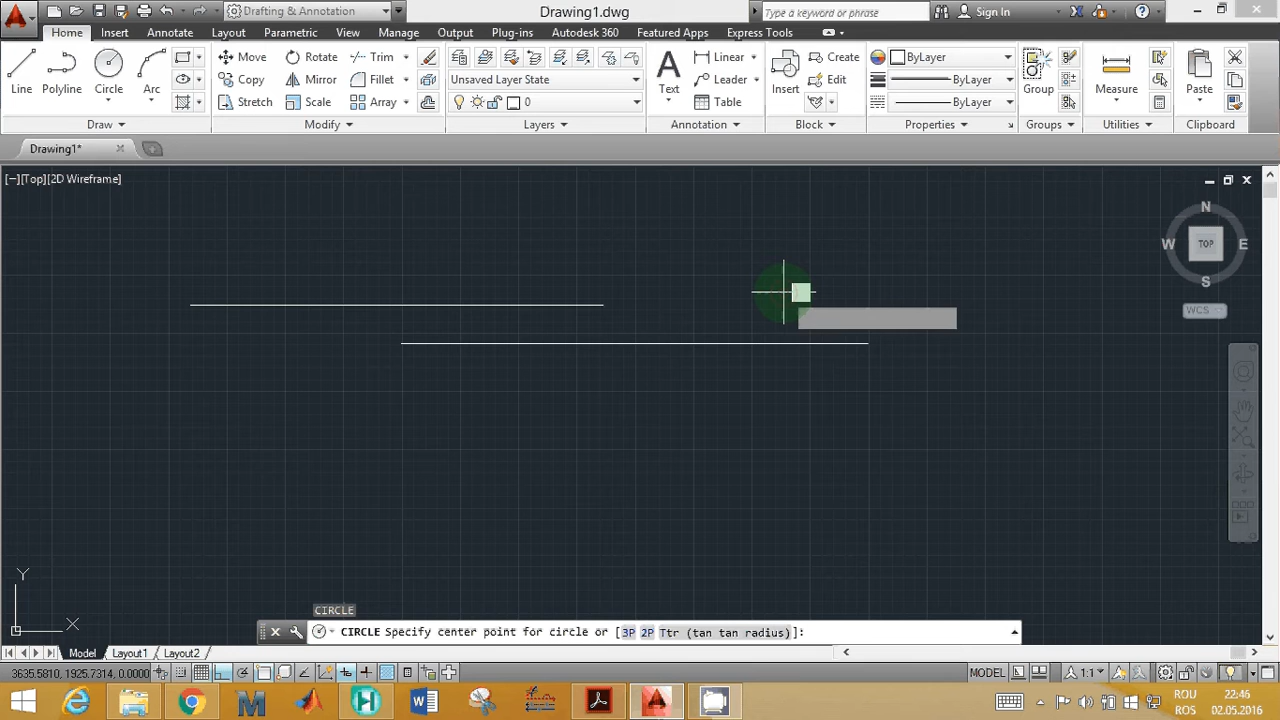 Drafting & Annotation
Drawing1.dwg
Type a keyword or phrase
Sign In
Home Insert Annotate Layout Parametric View Manage Output Plug-ins Autodesk 360 Featured Apps Express Tools
Line Polyline Circle Arc
Move Rotate Trim
Copy Mirror Fillet
Stretch Scale Array
Unsaved Layer State
0
Text
Linear
Leader
Table
Insert
Create
Edit
ByLayer
ByLayer
ByLayer
Group
Measure
Paste
Draw Modify Layers Annotation Block Properties Groups Utilities Clipboard
Drawing1*
[−][Top][2D Wireframe]
N
W TOP E
S
WCS
Y
X
CIRCLE
CIRCLE Specify center point for circle or [3P 2P Ttr (tan tan radius)]:
Model Layout1 Layout2
3635.5810, 1925.7314, 0.0000
MODEL
1:1
ROU 22:46
ROS 02.05.2016